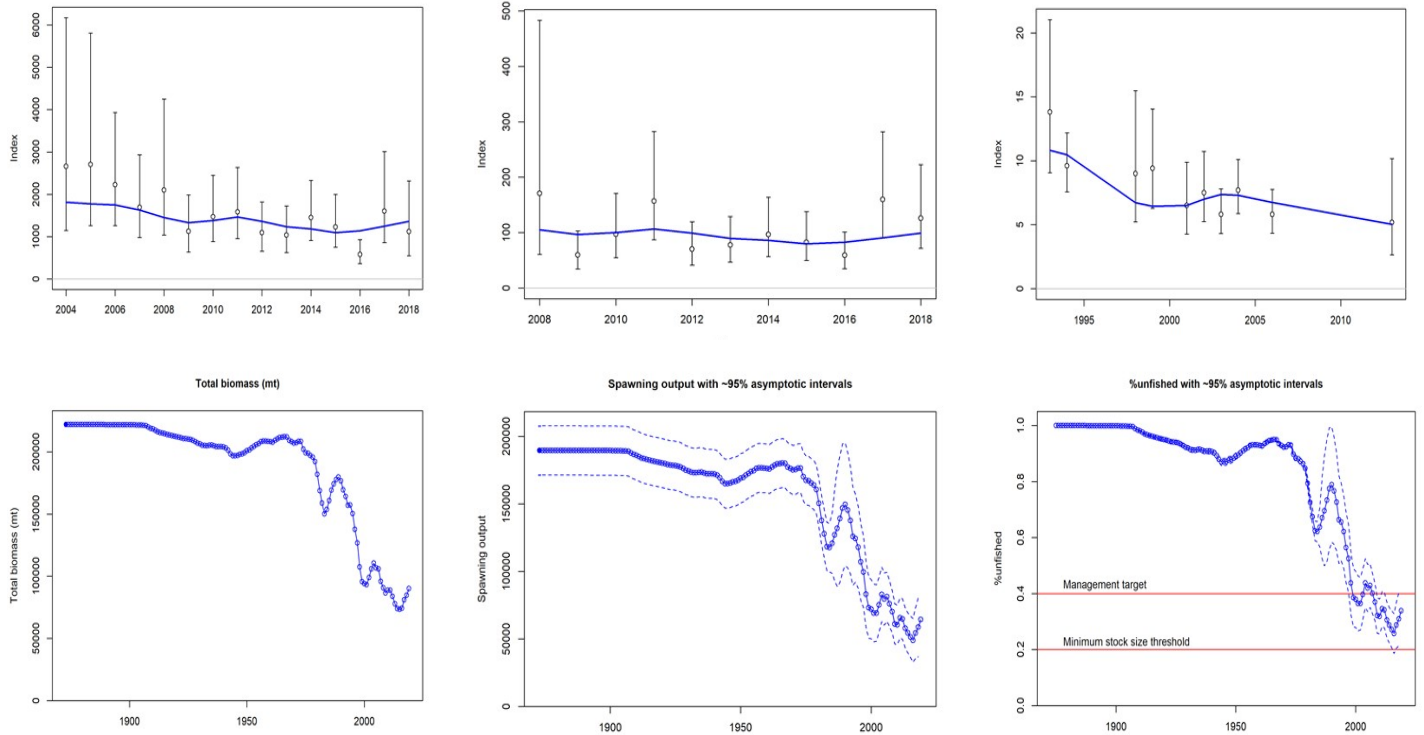 Index
0 1000 2000 3000 4000 5000 6000
2004 2006 2008 2010 2012 2014 2016 2018
Index
0 100 200 300 400 500
2008 2010 2012 2014 2016 2018
Index
0 5 10 15 20
1995 2000 2005 2010
Total biomass (mt)
Total biomass (mt)
0 50000 100000 150000 200000
1900 1950 2000
Spawning output with ~95% asymptotic intervals
Spawning output
0 50000 100000 150000 200000
1900 1950 2000
%unfished with ~95% asymptotic intervals
%unfished
0.0 0.2 0.4 0.6 0.8 1.0
Management target
Minimum stock size threshold
1900 1950 2000